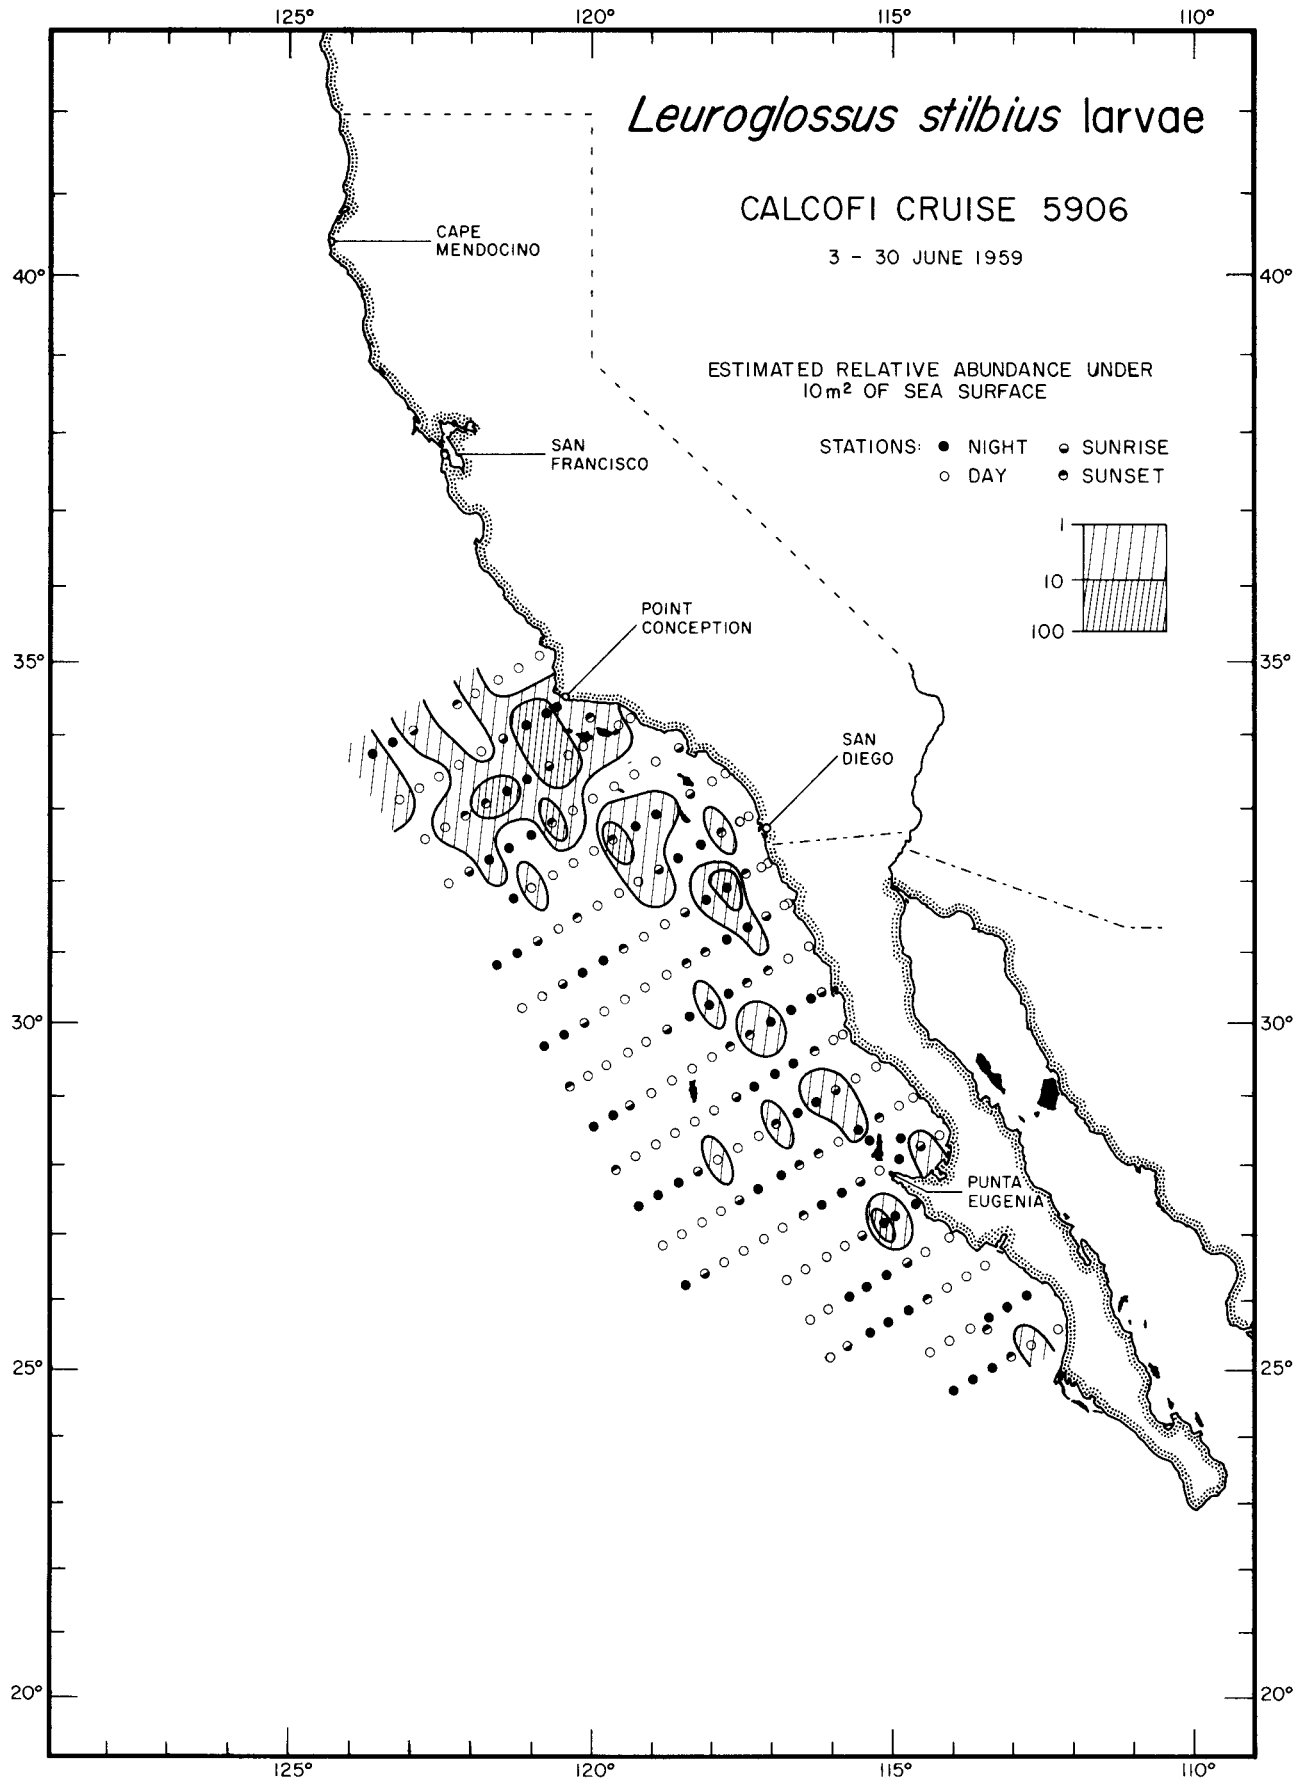 125° 120° 115° 110°
Leuroglossus stilbius larvae
CALCOFI CRUISE 5906
3 - 30 JUNE 1959
CAPE
MENDOCINO
40° 40°
ESTIMATED RELATIVE ABUNDANCE UNDER
10m² OF SEA SURFACE
STATIONS: ● NIGHT SUNRISE
○ DAY SUNSET
SAN
FRANCISCO
1
10
100
POINT
CONCEPTION
35° 35°
SAN
DIEGO
30° 30°
PUNTA
EUGENIA
25° 25°
20° 20°
125° 120° 115° 110°